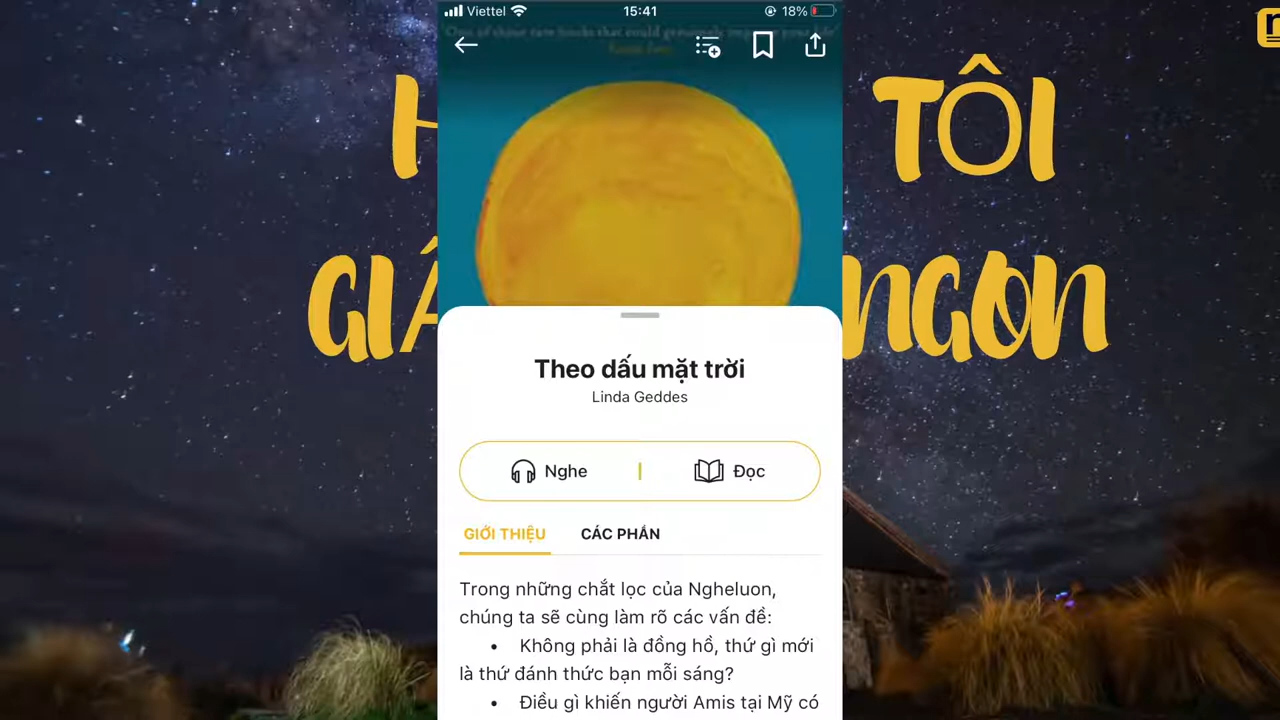 Viettel 15:41 18%
H TÔI
GIẤ NGON
Theo dấu mặt trời
Linda Geddes
Nghe | Đọc
GIỚI THIỆU CÁC PHẦN
Trong những chắt lọc của Ngheluon,
chúng ta sẽ cùng làm rõ các vấn đề:
• Không phải là đồng hồ, thứ gì mới
là thứ đánh thức bạn mỗi sáng?
• Điều gì khiến người Amis tại Mỹ có